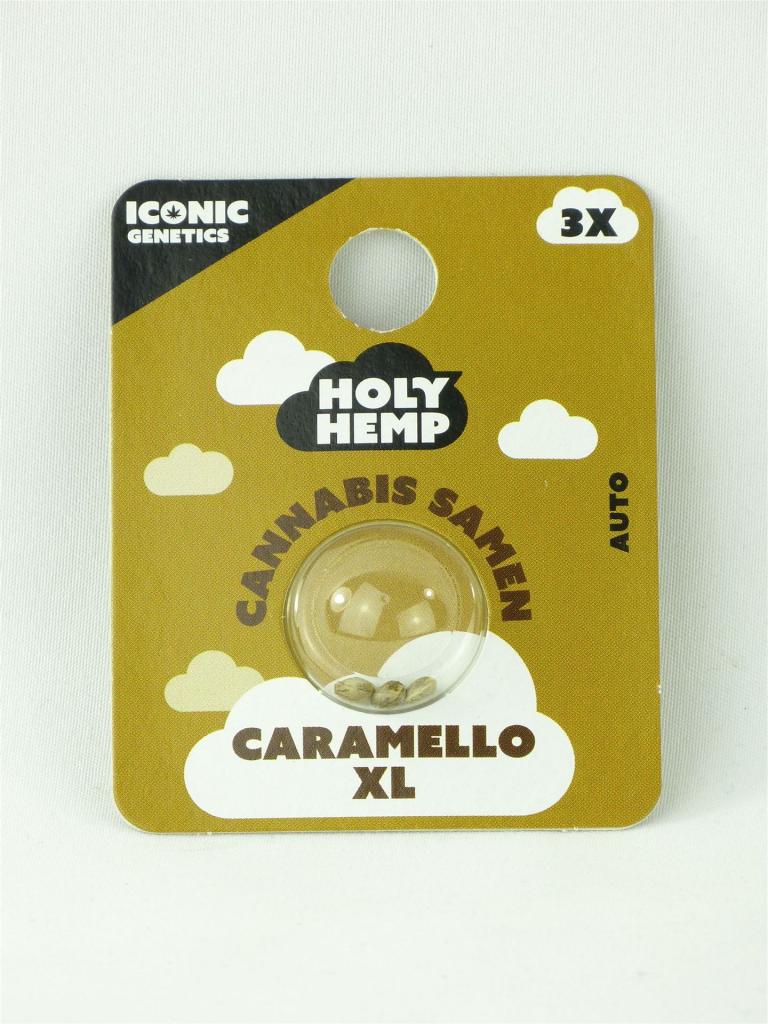 ICONIC
GENETICS
3X
HOLY
HEMP
CANNABIS SAMEN
AUTO
CARAMELLO
XL